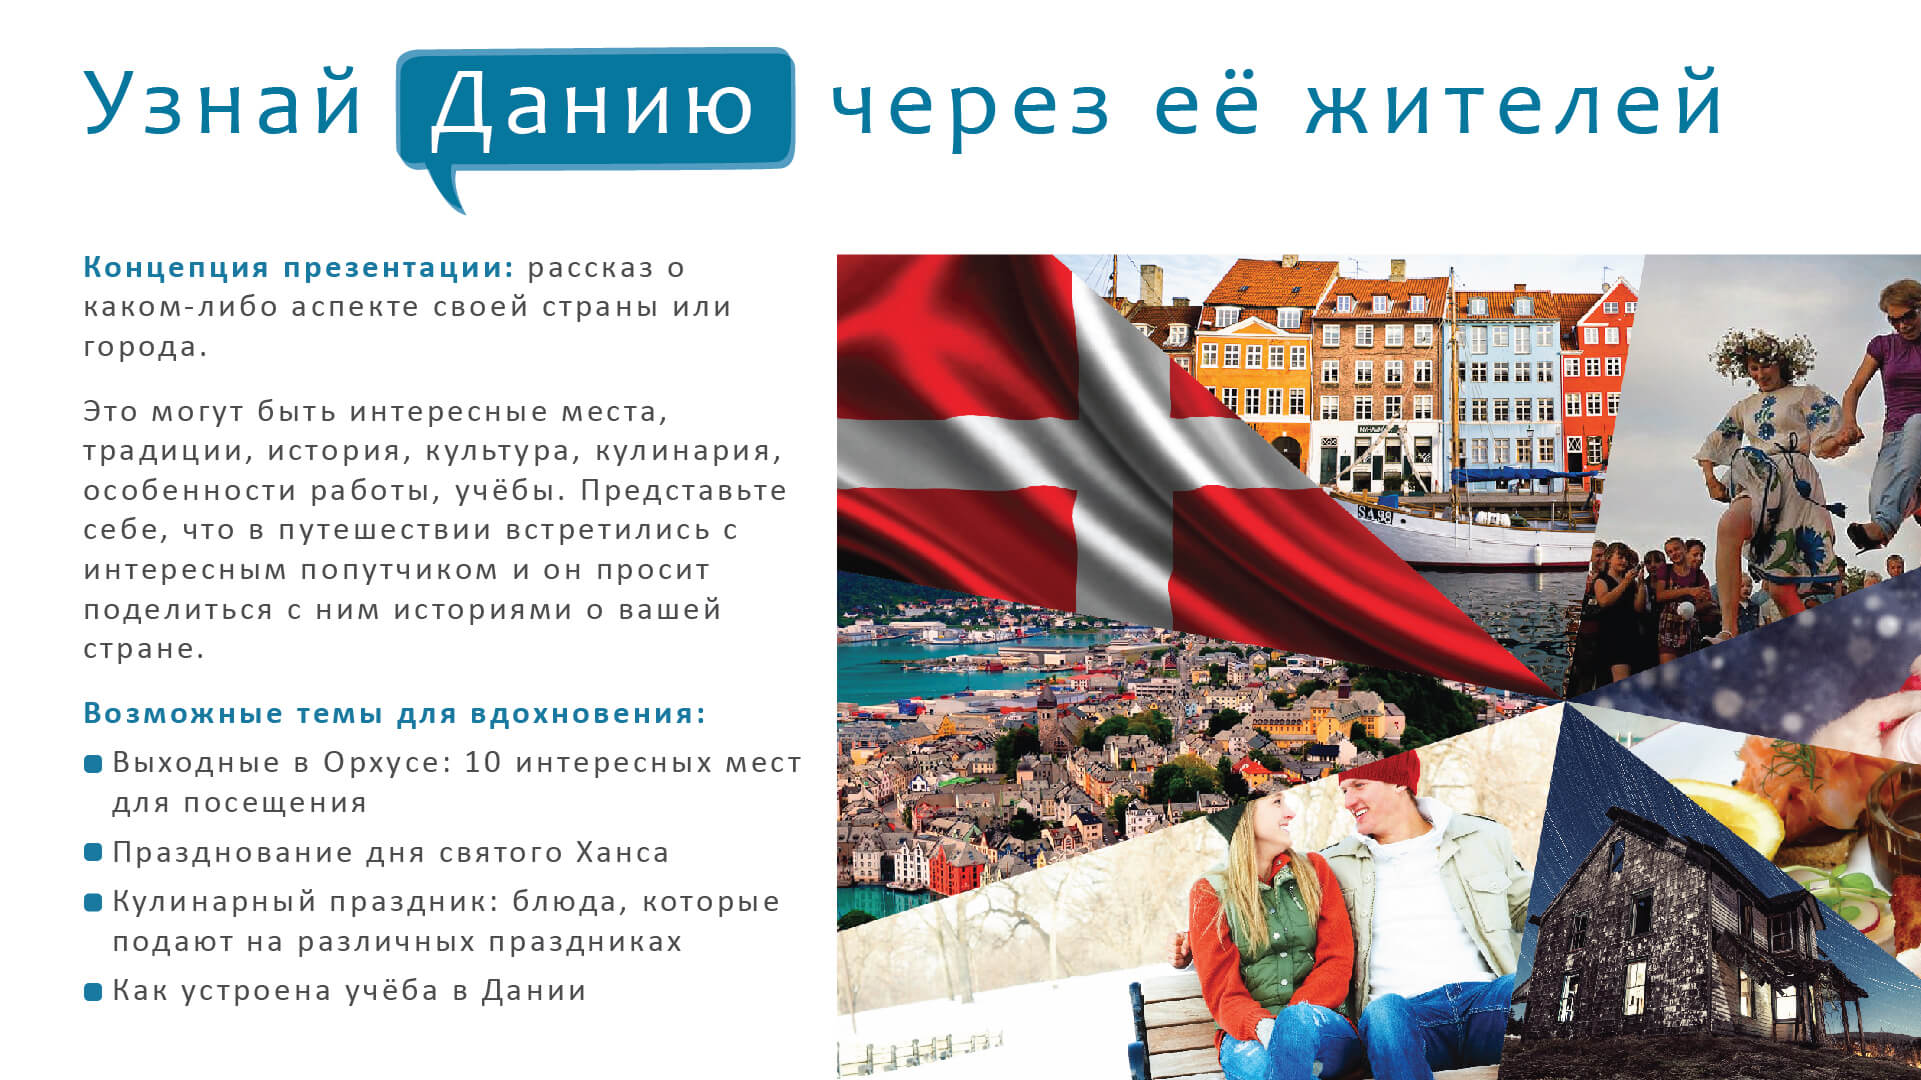 Узнай Данию через её жителей
Концепция презентации: рассказ о
каком-либо аспекте своей страны или
города.
Это могут быть интересные места,
традиции, история, культура, кулинария,
особенности работы, учёбы. Представьте
себе, что в путешествии встретились с
интересным попутчиком и он просит
поделиться с ним историями о вашей
стране.
Возможные темы для вдохновения:
Выходные в Орхусе: 10 интересных мест
для посещения
Празднование дня святого Ханса
Кулинарный праздник: блюда, которые
подают на различных праздниках
Как устроена учёба в Дании